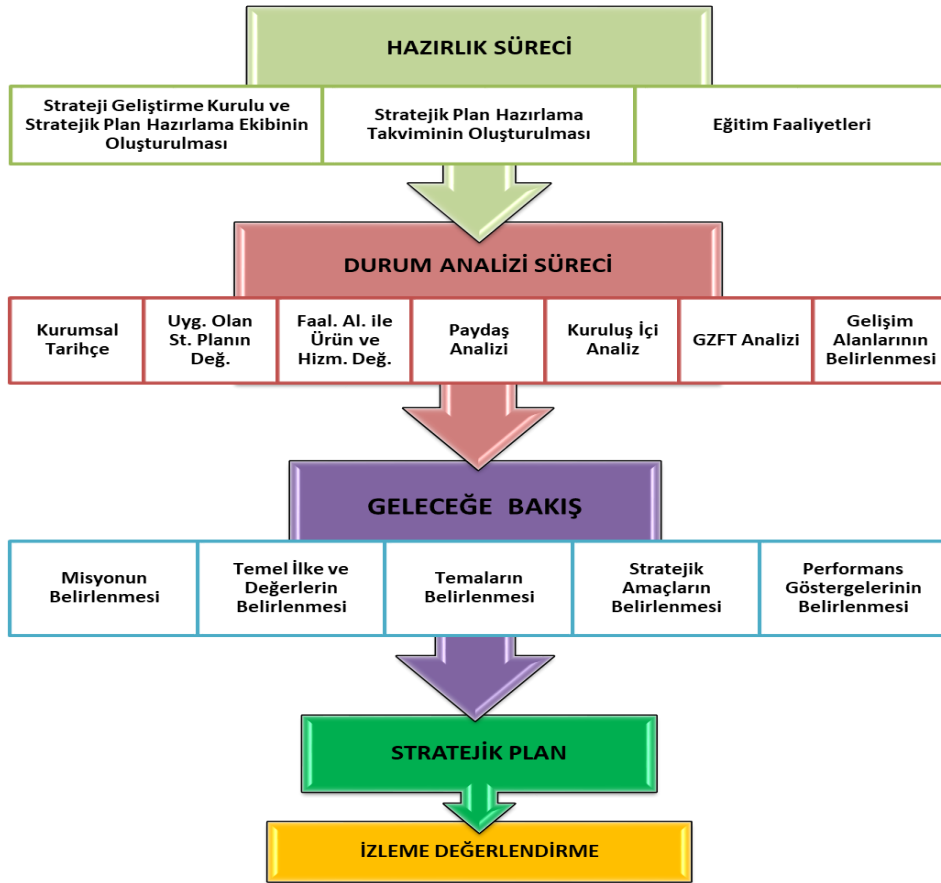 HAZIRLIK SÜRECİ
Strateji Geliştirme Kurulu ve
Stratejik Plan Hazırlama Ekibinin
Oluşturulması
Stratejik Plan Hazırlama
Takviminin Oluşturulması
Eğitim Faaliyetleri
DURUM ANALİZİ SÜRECİ
Kurumsal
Tarihçe
Uyg. Olan
St. Planın
Değ.
Faal. Al. ile
Ürün ve
Hizm. Değ.
Paydaş
Analizi
Kuruluş İçi
Analiz
GZFT Analizi
Gelişim
Alanlarının
Belirlenmesi
GELECEĞE BAKIŞ
Misyonun
Belirlenmesi
Temel İlke ve
Değerlerin
Belirlenmesi
Temaların
Belirlenmesi
Stratejik
Amaçların
Belirlenmesi
Performans
Göstergelerinin
Belirlenmesi
STRATEJİK PLAN
İZLEME DEĞERLENDİRME